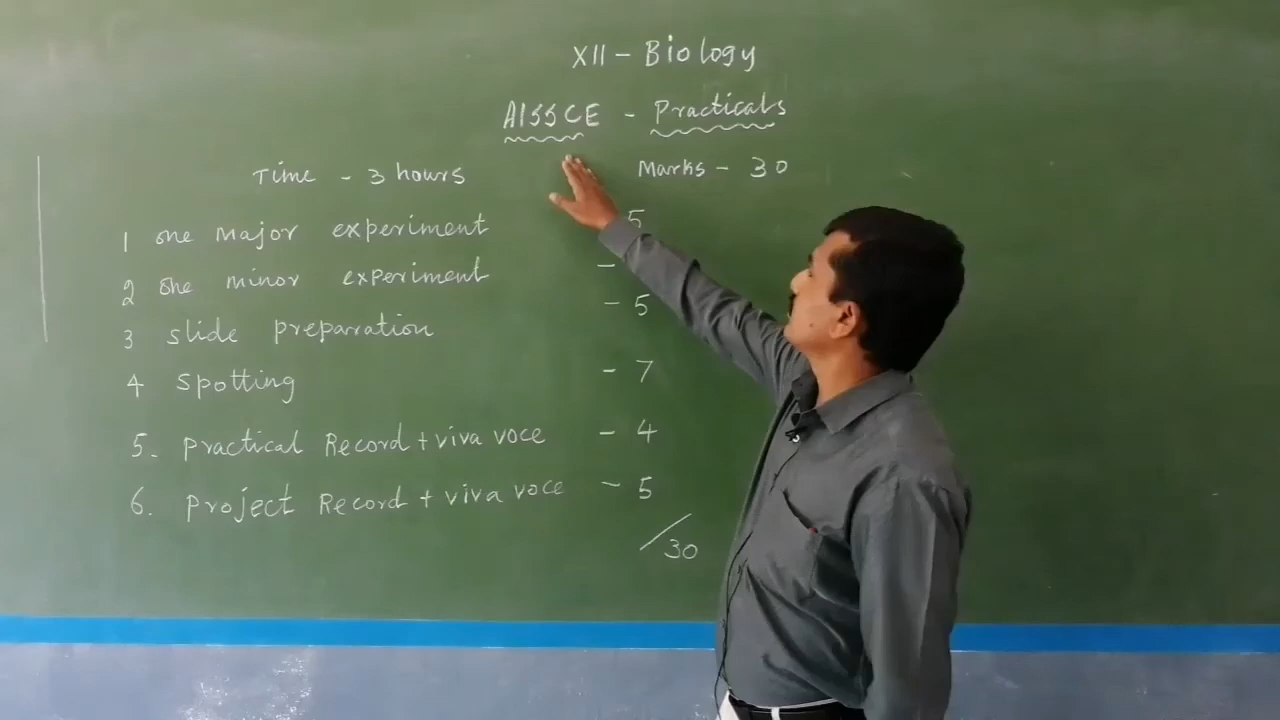 XII - Biology
AISSCE - Practicals
Time - 3 hours Marks - 30
1 one Major experiment 5
2 One minor experiment -
3 slide preparation - 5
4 Spotting - 7
5. Practical Record + viva voce - 4
6. Project Record + viva voce - 5
/30